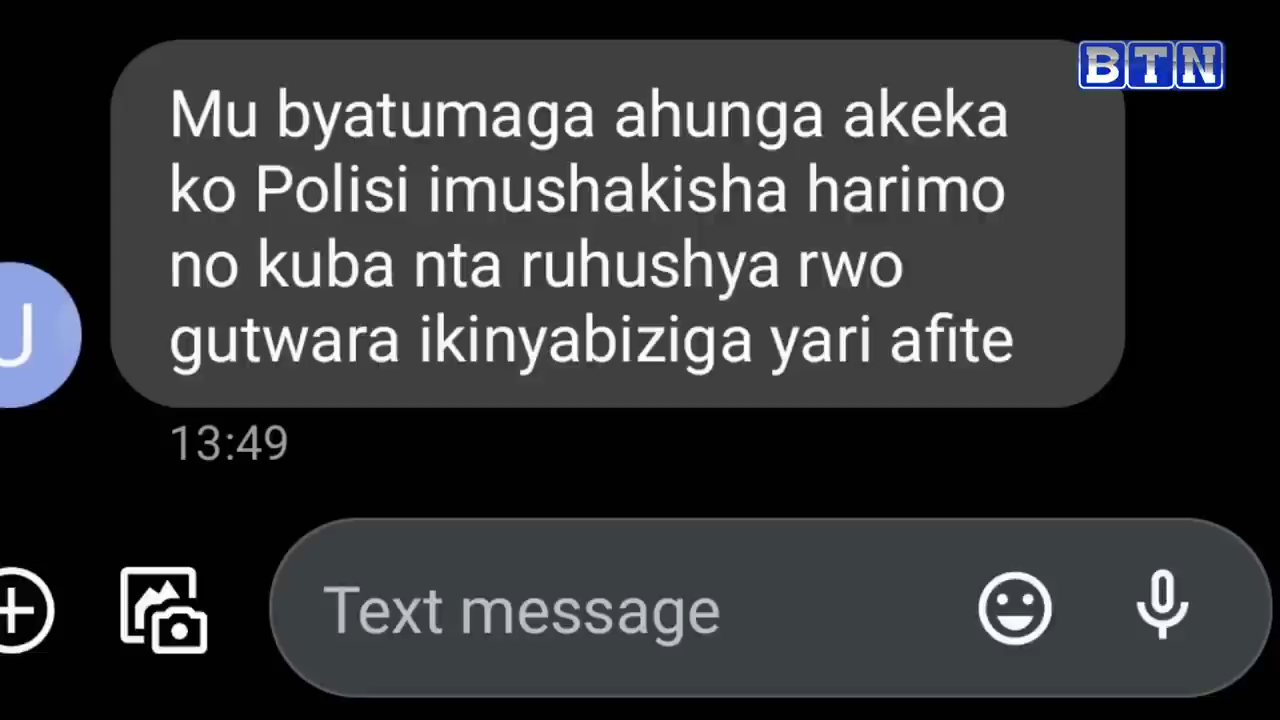 BTN
Mu byatumaga ahunga akeka
ko Polisi imushakisha harimo
no kuba nta ruhushya rwo
gutwara ikinyabiziga yari afite
J
13:49
Text message